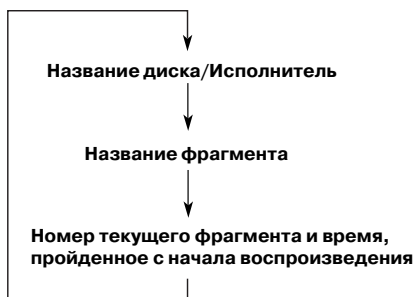 Название диска/Исполнитель
Название фрагмента
Номер текущего фрагмента и время,
пройденное с начала воспроизведения